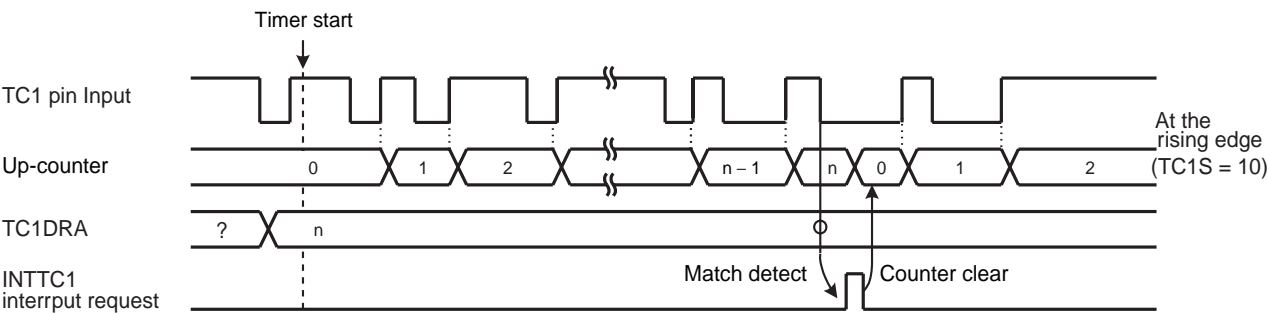 Timer start
TC1 pin Input
At the
rising edge
(TC1S = 10)
Up-counter
0
1
2
n – 1
n
0
1
2
TC1DRA
?
n
Match detect
Counter clear
INTTC1
interrput request